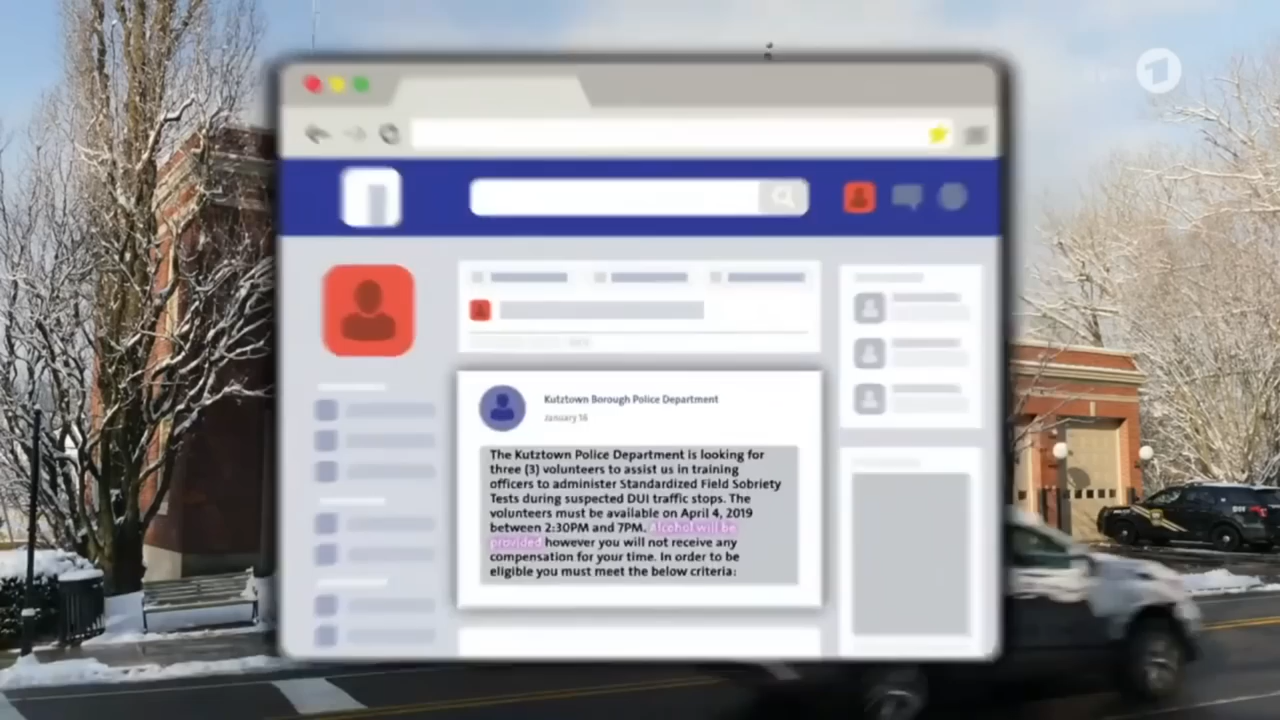 1
Kutztown Borough Police Department
January 16
The Kutztown Police Department is looking for
three (3) volunteers to assist us in training
officers to administer Standardized Field Sobriety
Tests during suspected DUI traffic stops. The
volunteers must be available on April 4, 2019
between 2:30PM and 7PM. Alcohol will be
provided however you will not receive any
compensation for your time. In order to be
eligible you must meet the below criteria: